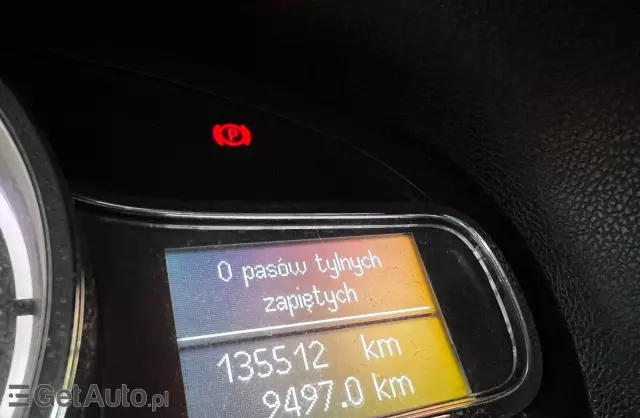 P
0 pasów tylnych
zapiętych
135512 km
9497.0 km
GetAuto.pl